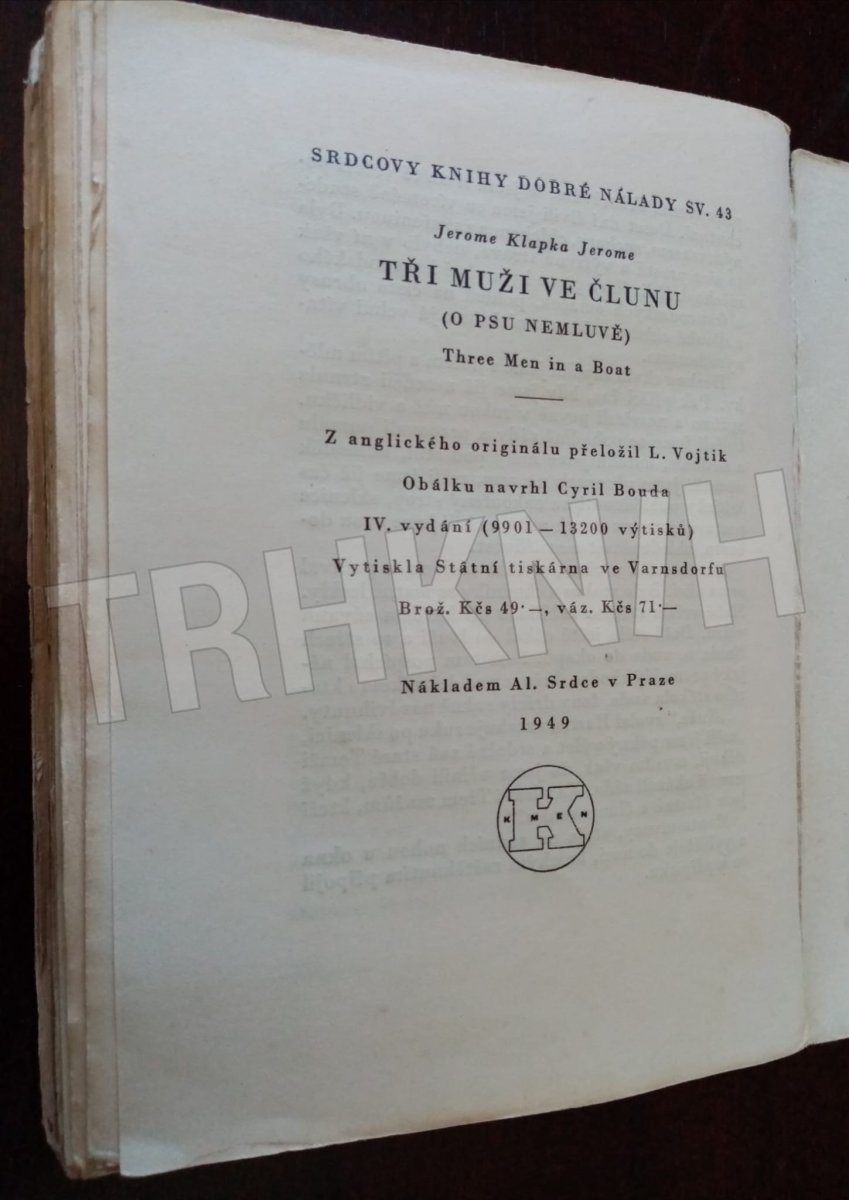 SRDCOVY KNIHY DOBRÉ NÁLADY SV. 43
Jerome Klapka Jerome
TŘI MUŽI VE ČLUNU
(O PSU NEMLUVĚ)
Three Men in a Boat
Z anglického originálu přeložil L. Vojtik
Obálku navrhl Cyril Bouda
IV. vydání (9901—13200 výtisků)
Vytiskla Státní tiskárna ve Varnsdorfu
Brož. Kčs 49·—, váz. Kčs 71·—
Nákladem Al. Srdce v Praze
1949
K
KMEN
TRHKNIH